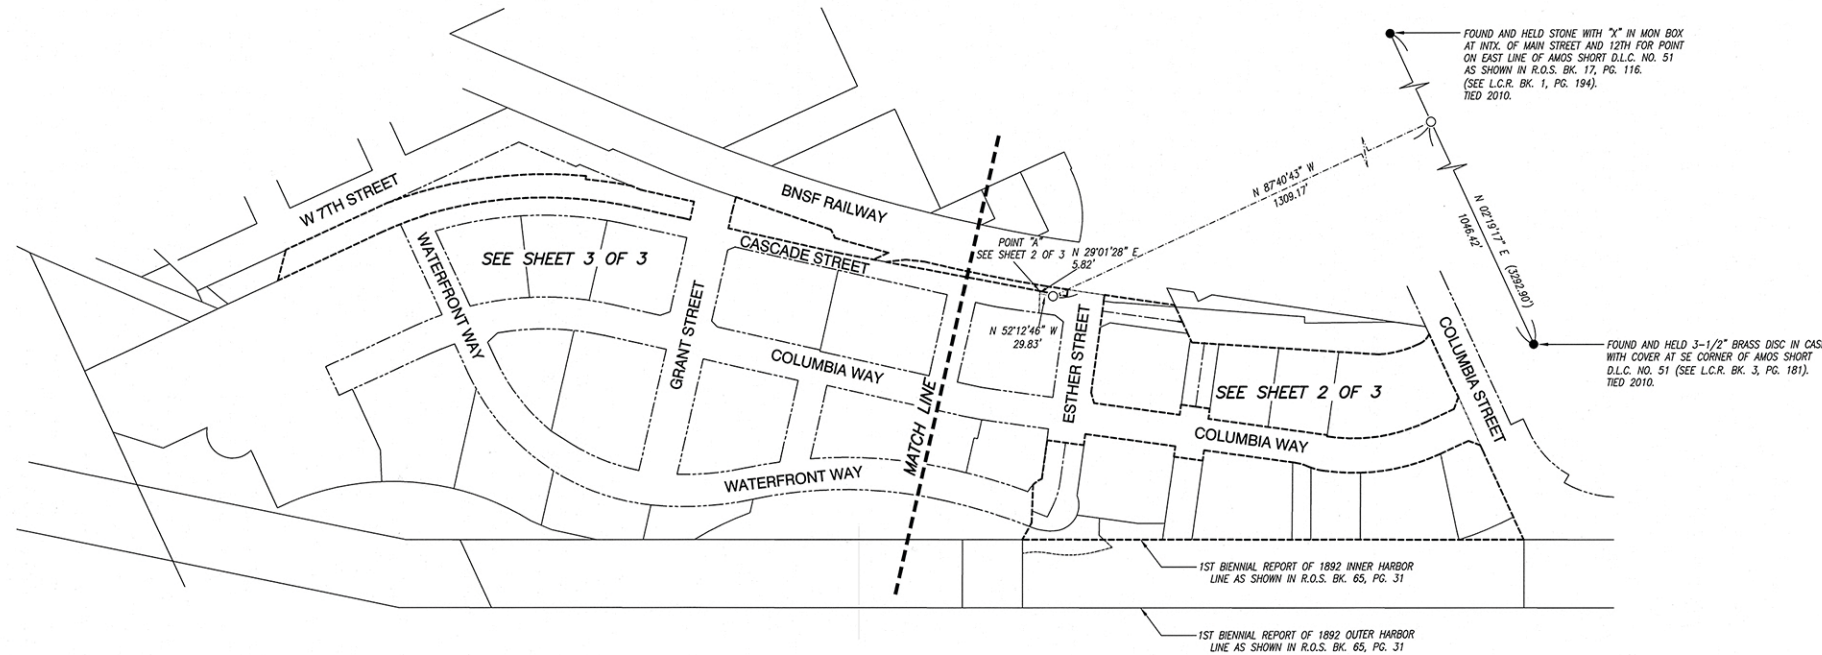 FOUND AND HELD STONE WITH "X" IN MON BOX
AT INTX. OF MAIN STREET AND 12TH FOR POINT
ON EAST LINE OF AMOS SHORT D.L.C. NO. 51
AS SHOWN IN R.O.S. BK. 17, PG. 116.
(SEE L.C.R. BK. 1, PG. 194).
TIED 2010.
N 87°40'43" W
1309.17'
N 02°19'17" E (3292.90')
1046.42'
W 7TH STREET
BNSF RAILWAY
WATERFRONT WAY
SEE SHEET 3 OF 3
CASCADE STREET
POINT "A"
SEE SHEET 2 OF 3
N 29°01'28" E
5.82'
N 52°12'46" W
29.83'
GRANT STREET
COLUMBIA WAY
MATCH LINE
ESTHER STREET
SEE SHEET 2 OF 3
COLUMBIA STREET
FOUND AND HELD 3-1/2" BRASS DISC IN CAS
WITH COVER AT SE CORNER OF AMOS SHORT
D.L.C. NO. 51 (SEE L.C.R. BK. 3, PG. 181).
TIED 2010.
COLUMBIA WAY
WATERFRONT WAY
1ST BIENNIAL REPORT OF 1892 INNER HARBOR
LINE AS SHOWN IN R.O.S. BK. 65, PG. 31
1ST BIENNIAL REPORT OF 1892 OUTER HARBOR
LINE AS SHOWN IN R.O.S. BK. 65, PG. 31